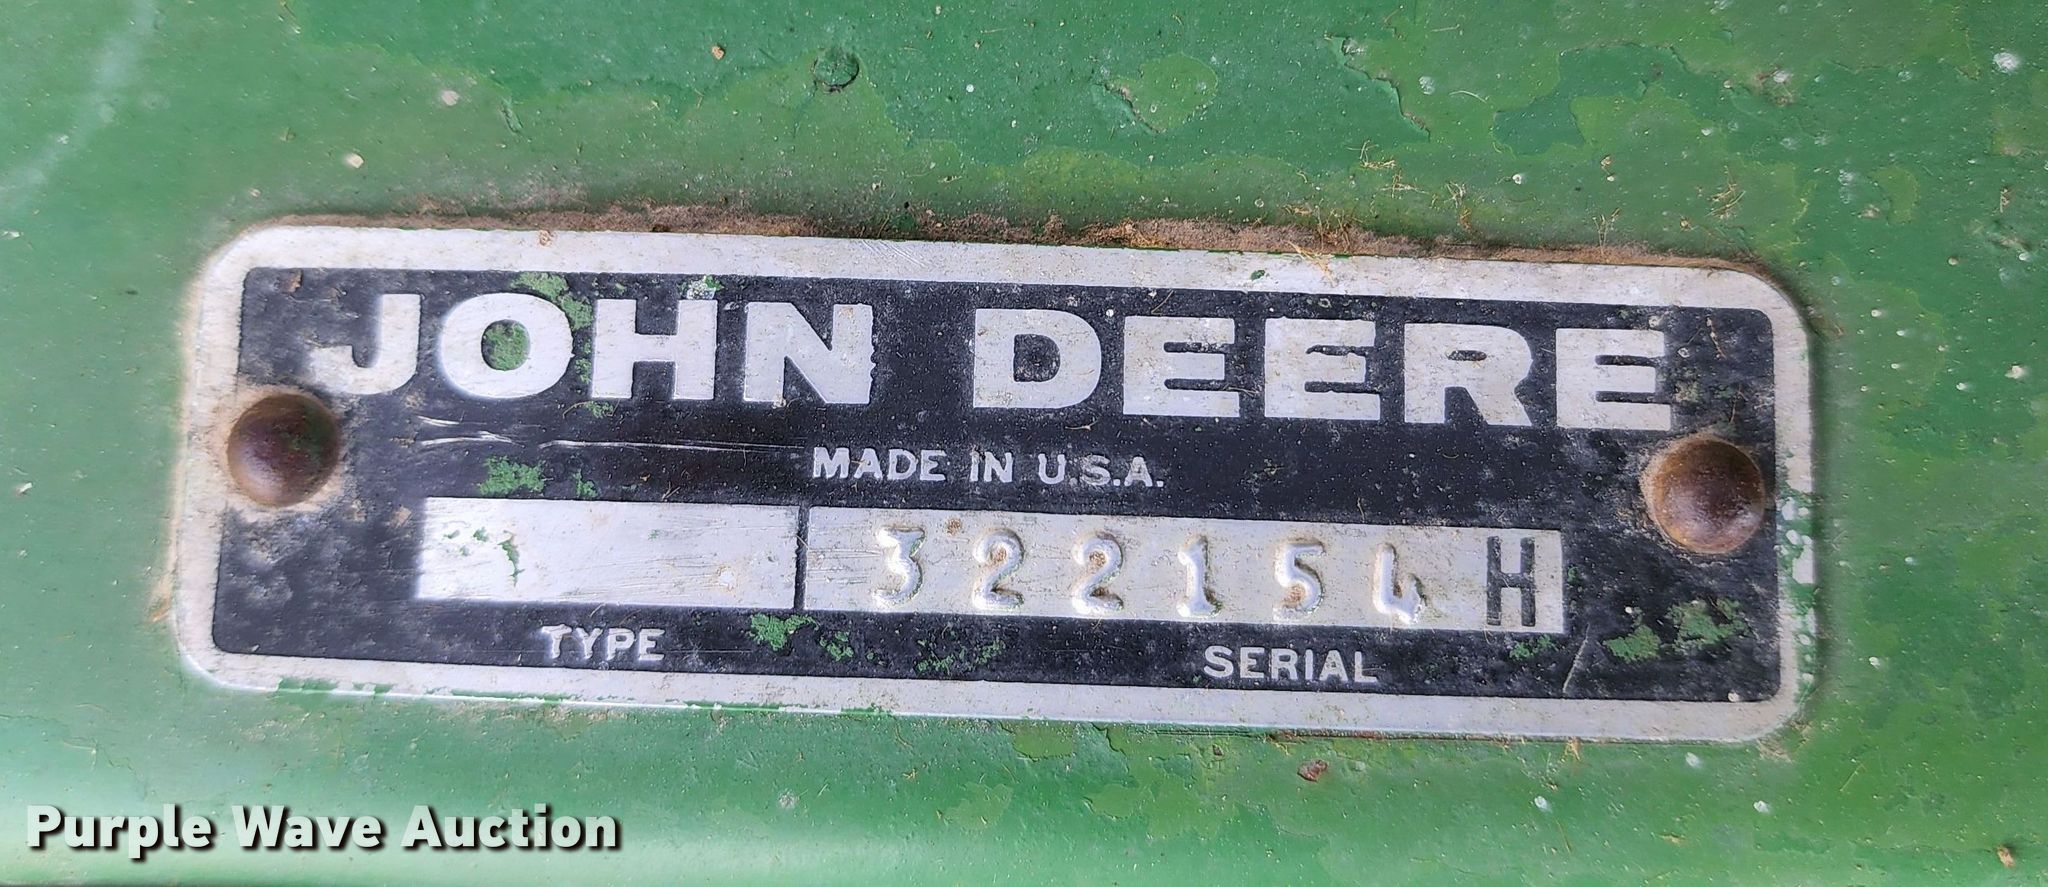 JOHN DEERE
MADE IN U.S.A.
322154H
TYPE SERIAL
Purple Wave Auction